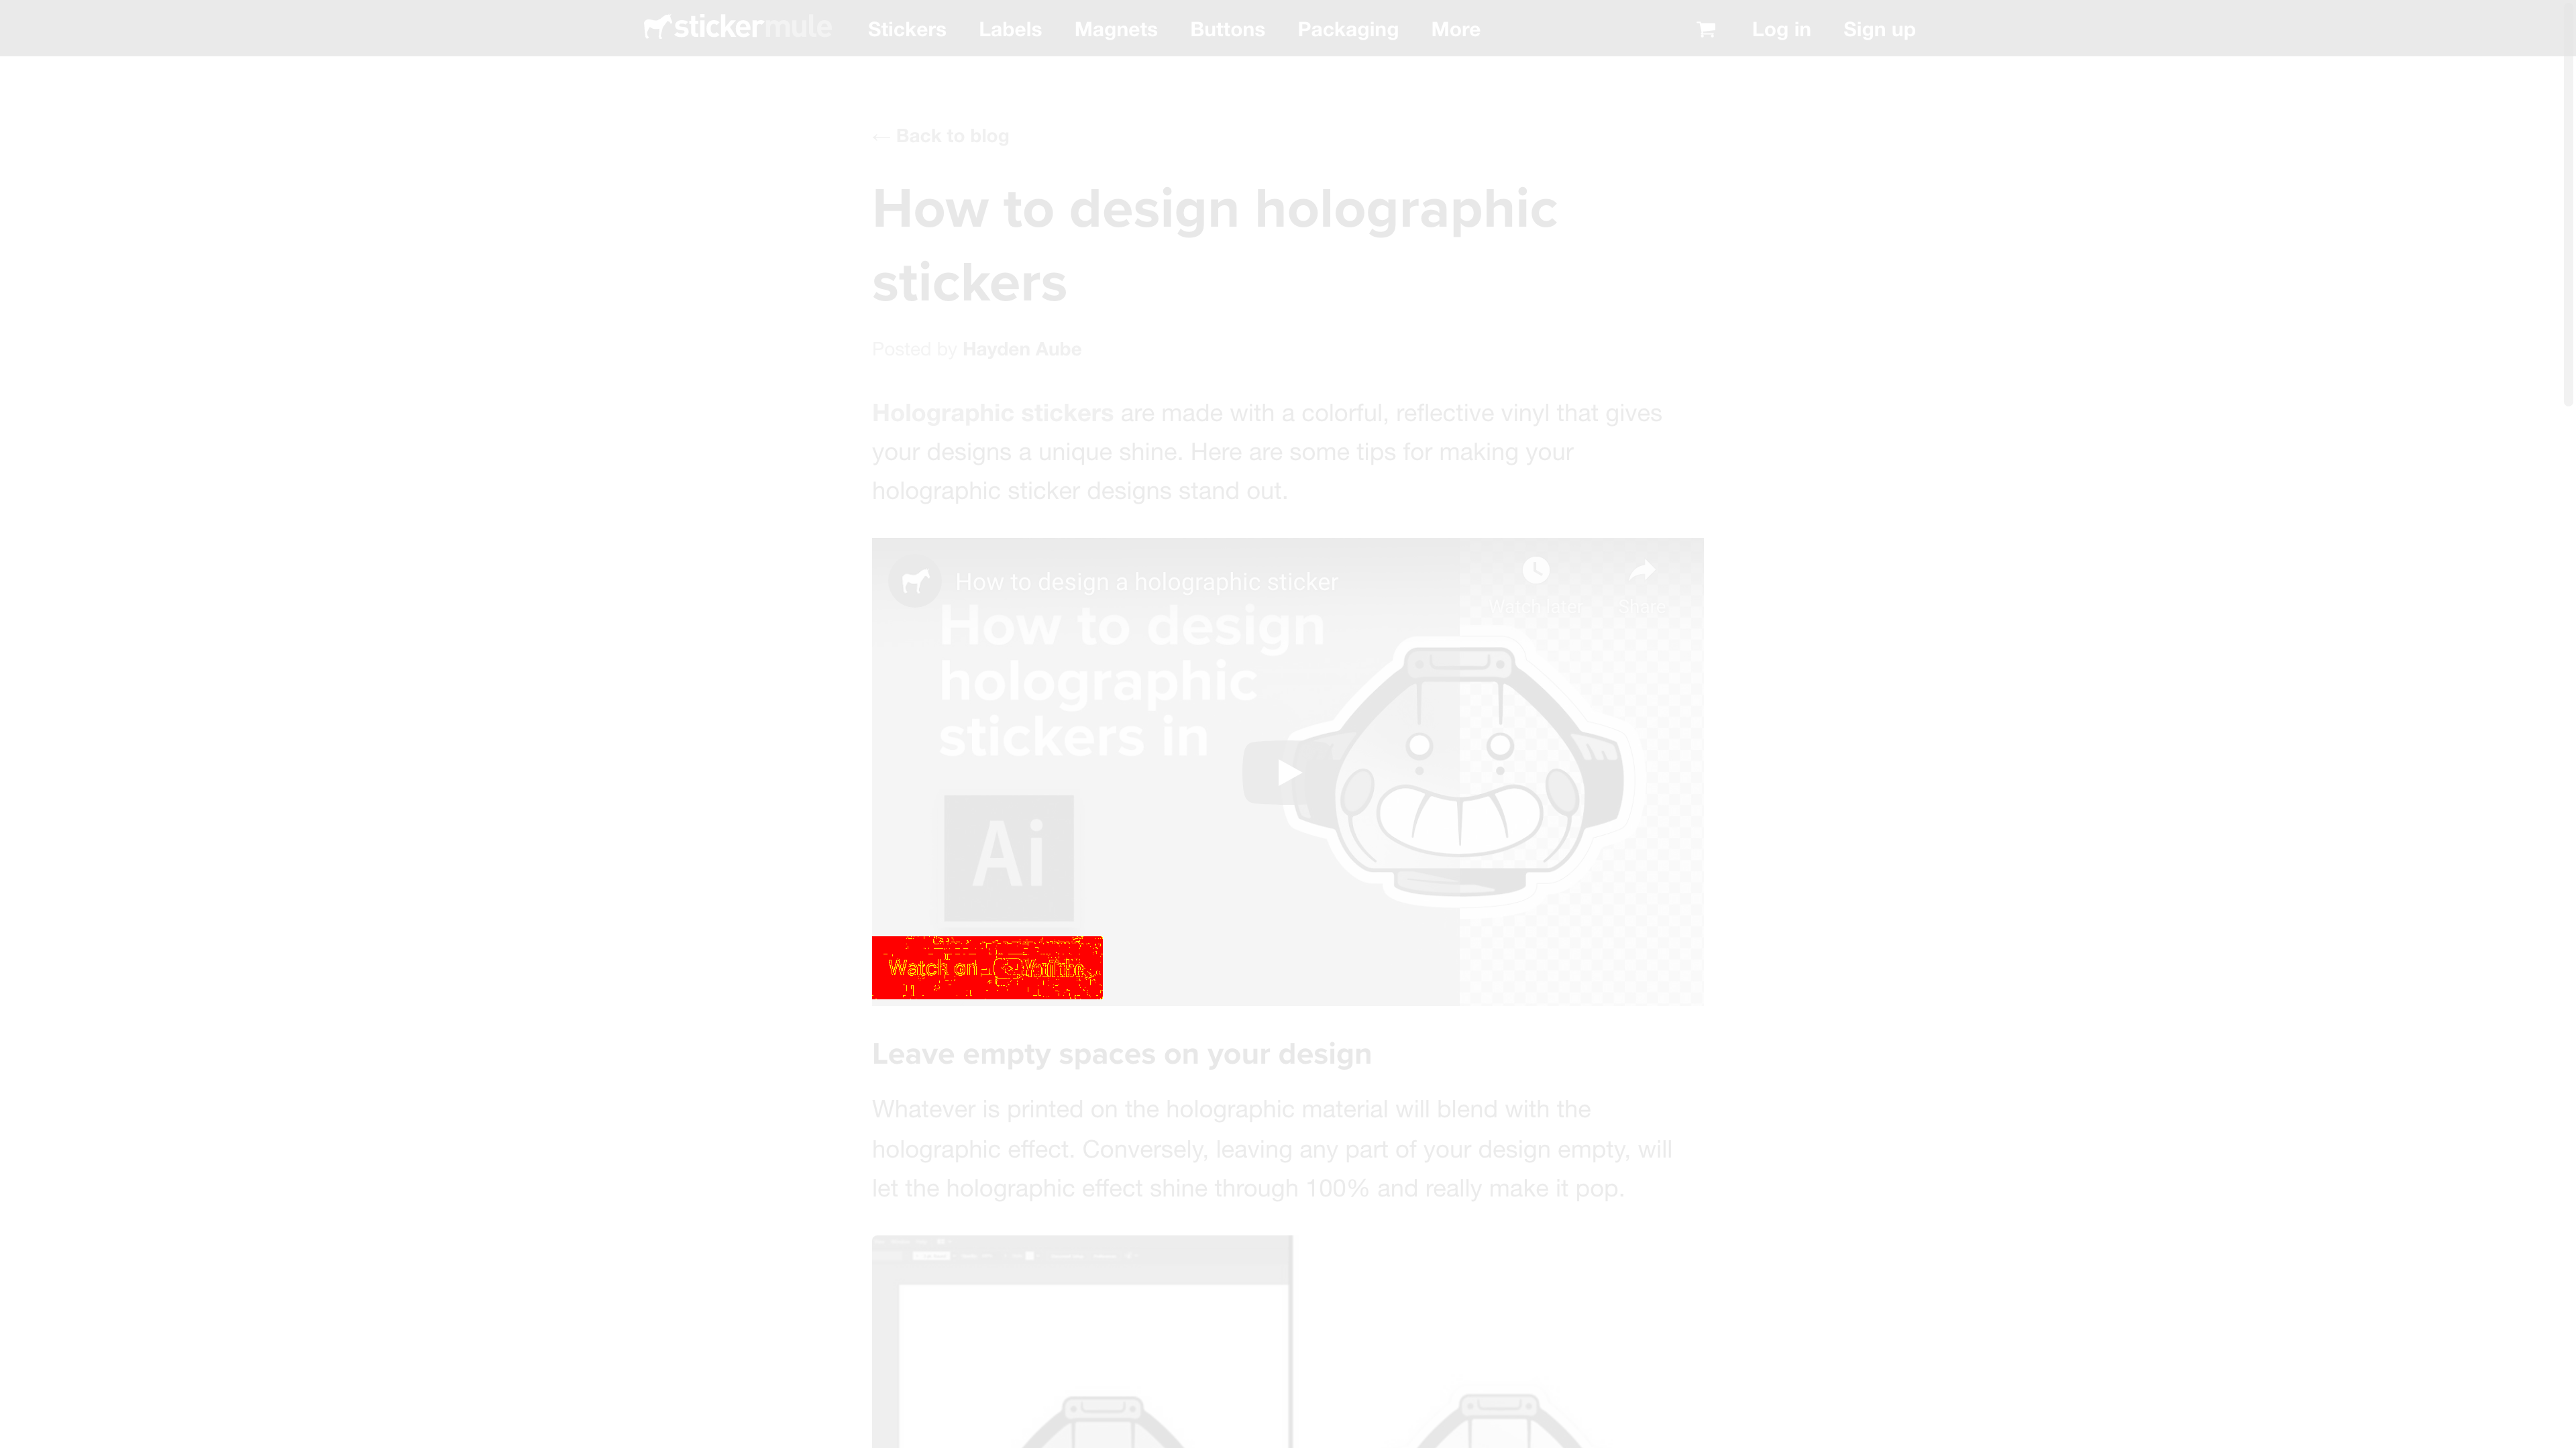 stickermule Stickers Labels Magnets Buttons Packaging More Log in Sign up
← Back to blog
How to design holographic
stickers
Posted by Hayden Aube
Holographic stickers are made with a colorful, reflective vinyl that gives
your designs a unique shine. Here are some tips for making your
holographic sticker designs stand out.
How to design a holographic sticker
Watch later Share
How to design
holographic
stickers in
Ai
Watch on YouTube
Leave empty spaces on your design
Whatever is printed on the holographic material will blend with the
holographic effect. Conversely, leaving any part of your design empty, will
let the holographic effect shine through 100% and really make it pop.